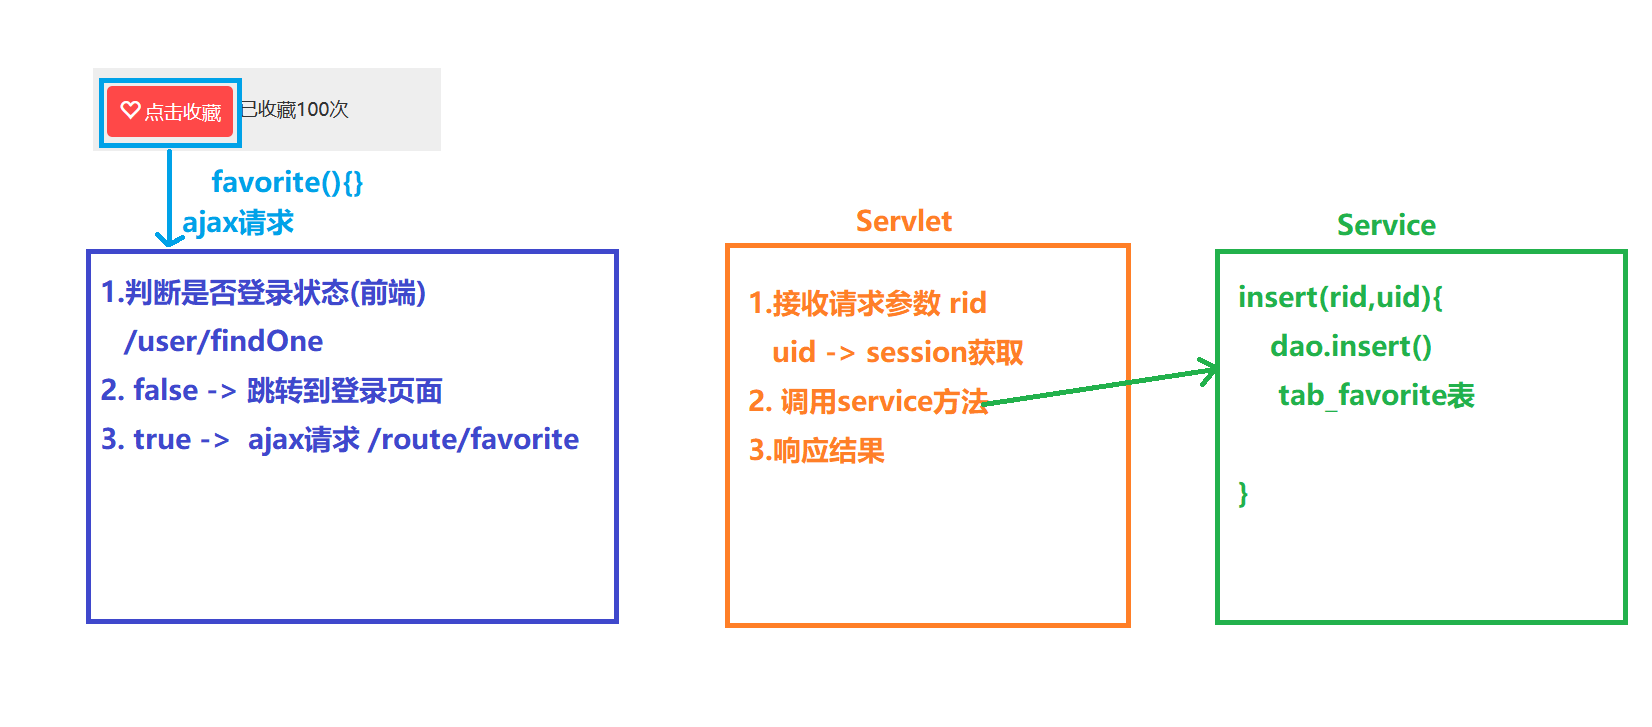 ♡点击收藏 已收藏100次
favorite(){}
ajax请求
1.判断是否登录状态(前端)
/user/findOne
2. false -> 跳转到登录页面
3. true -> ajax请求 /route/favorite
Servlet
1.接收请求参数 rid
uid -> session获取
2. 调用service方法
3.响应结果
Service
insert(rid,uid){
dao.insert()
tab_favorite表
}